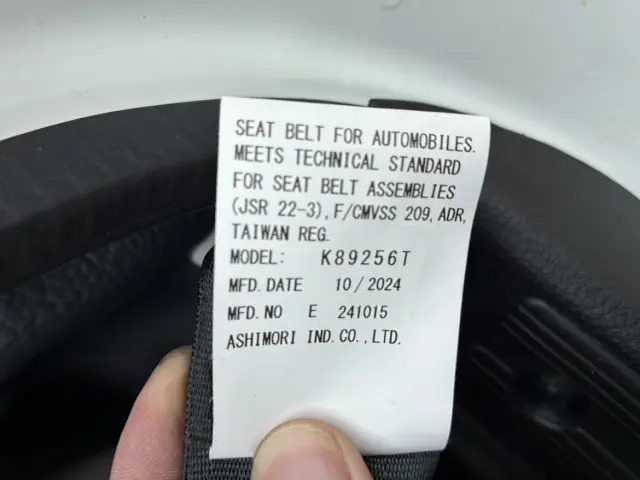 SEAT BELT FOR AUTOMOBILES.
MEETS TECHNICAL STANDARD
FOR SEAT BELT ASSEMBLIES
(JSR 22-3), F/CMVSS 209, ADR,
TAIWAN REG.
MODEL: K89256T
MFD. DATE 10/2024
MFD. NO E 241015
ASHIMORI IND. CO., LTD.